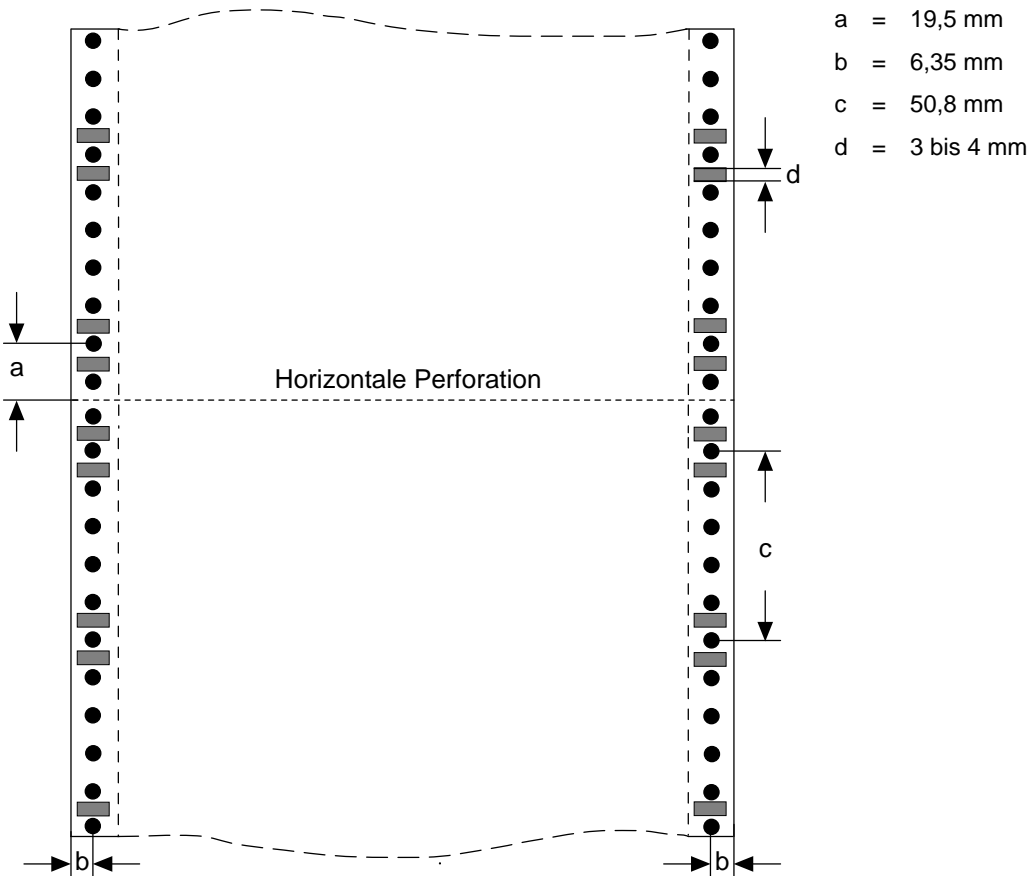 a = 19,5 mm
b = 6,35 mm
c = 50,8 mm
d = 3 bis 4 mm
d
a
Horizontale Perforation
c
b
b